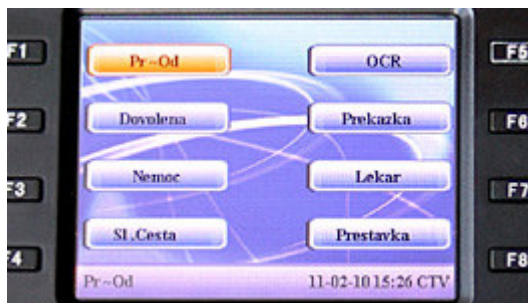 F1 Pr~Od OCR F5
F2 Dovolena Prekazka F6
F3 Nemoc Lekar F7
F4 Sl.Cesta Prestavka F8
Pr~Od 11-02-10 15:26 CTV